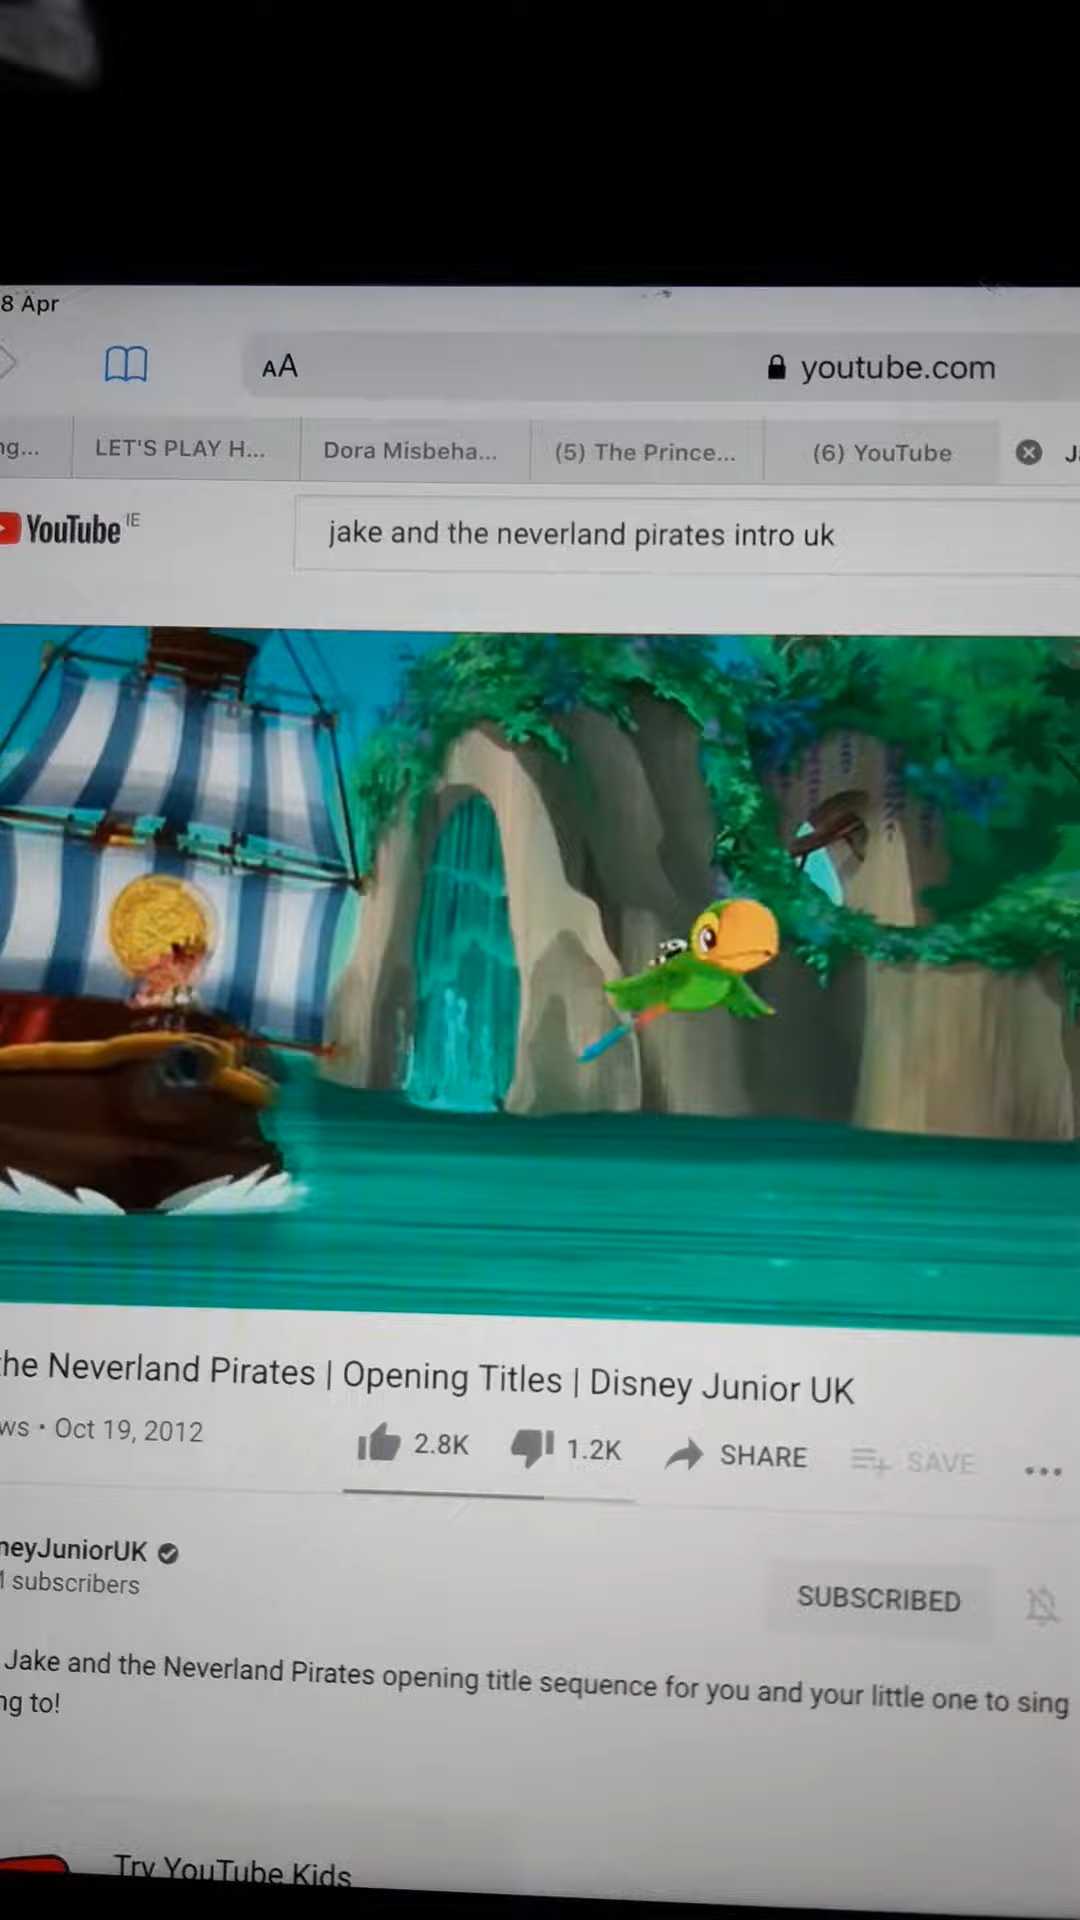 8 Apr
AA youtube.com
ng... LET'S PLAY H... Dora Misbeha... (5) The Prince... (6) YouTube J
YouTube IE jake and the neverland pirates intro uk
the Neverland Pirates | Opening Titles | Disney Junior UK
ws • Oct 19, 2012 2.8K 1.2K SHARE SAVE
neyJuniorUK
subscribers SUBSCRIBED
Jake and the Neverland Pirates opening title sequence for you and your little one to sing
ng to!
Try YouTube Kids